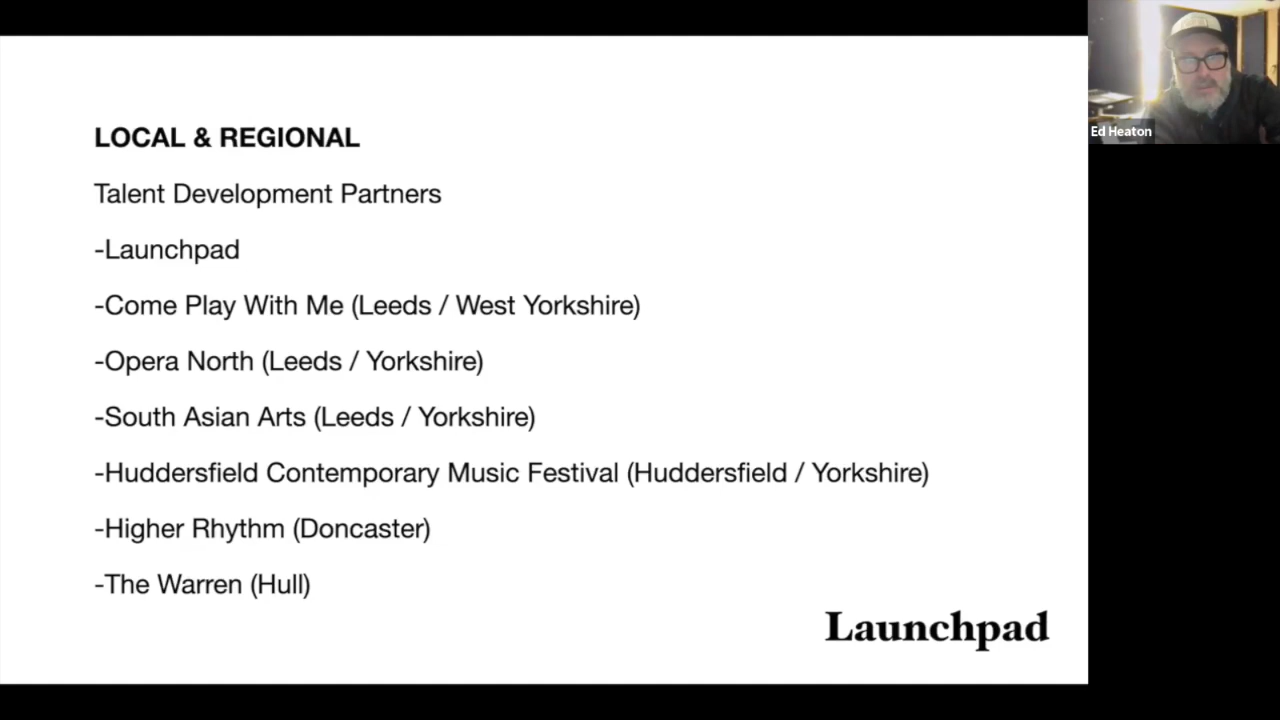 LOCAL & REGIONAL
Talent Development Partners
-Launchpad
-Come Play With Me (Leeds / West Yorkshire)
-Opera North (Leeds / Yorkshire)
-South Asian Arts (Leeds / Yorkshire)
-Huddersfield Contemporary Music Festival (Huddersfield / Yorkshire)
-Higher Rhythm (Doncaster)
-The Warren (Hull)
Launchpad
Ed Heaton